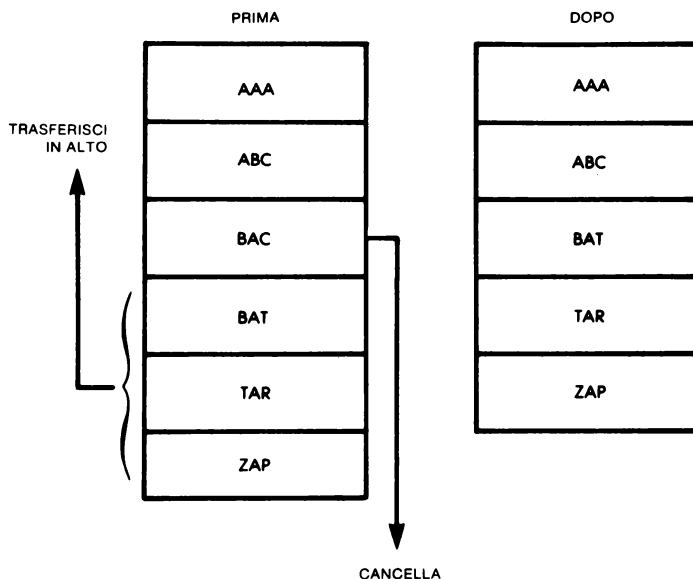 PRIMA
AAA
ABC
BAC
BAT
TAR
ZAP
TRASFERISCI
IN ALTO
CANCELLA
DOPO
AAA
ABC
BAT
TAR
ZAP